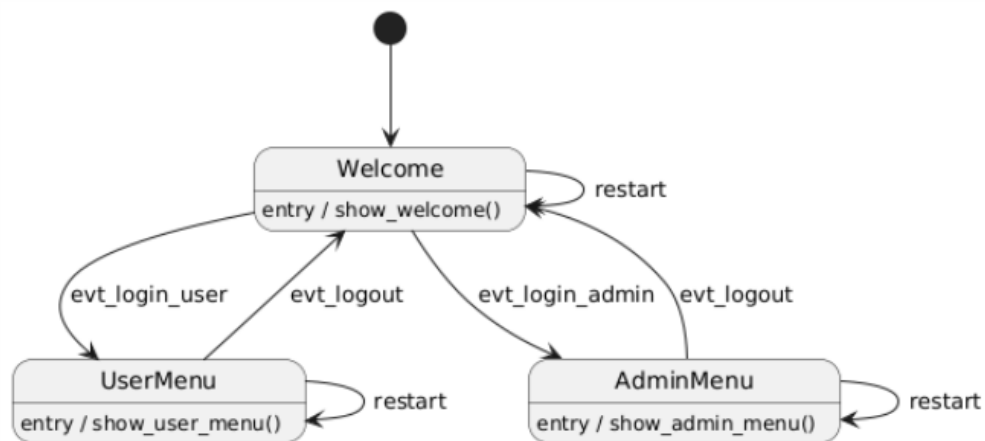 Welcome
entry / show_welcome()
restart
evt_login_user
evt_logout
evt_login_admin
evt_logout
UserMenu
entry / show_user_menu()
restart
AdminMenu
entry / show_admin_menu()
restart